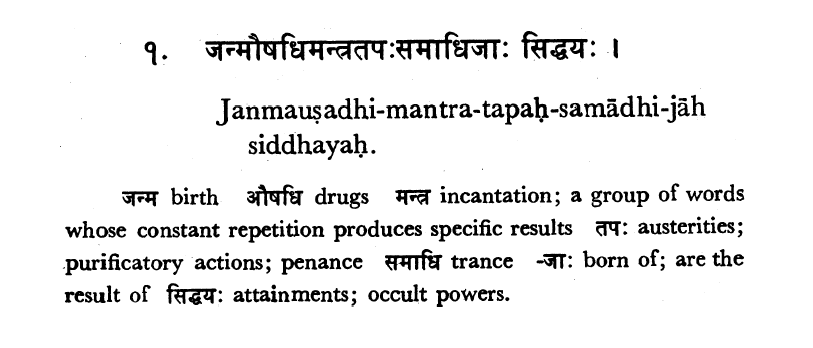 १. जन्मौषधिमन्त्रतपःसमाधिजाः सिद्धयः ।
Janmauṣadhi-mantra-tapaḥ-samādhi-jāh
siddhayaḥ.
जन्म birth औषधि drugs मन्त्र incantation; a group of words
whose constant repetition produces specific results तपः austerities;
purificatory actions; penance समाधि trance -जाः born of; are the
result of सिद्धयः attainments; occult powers.